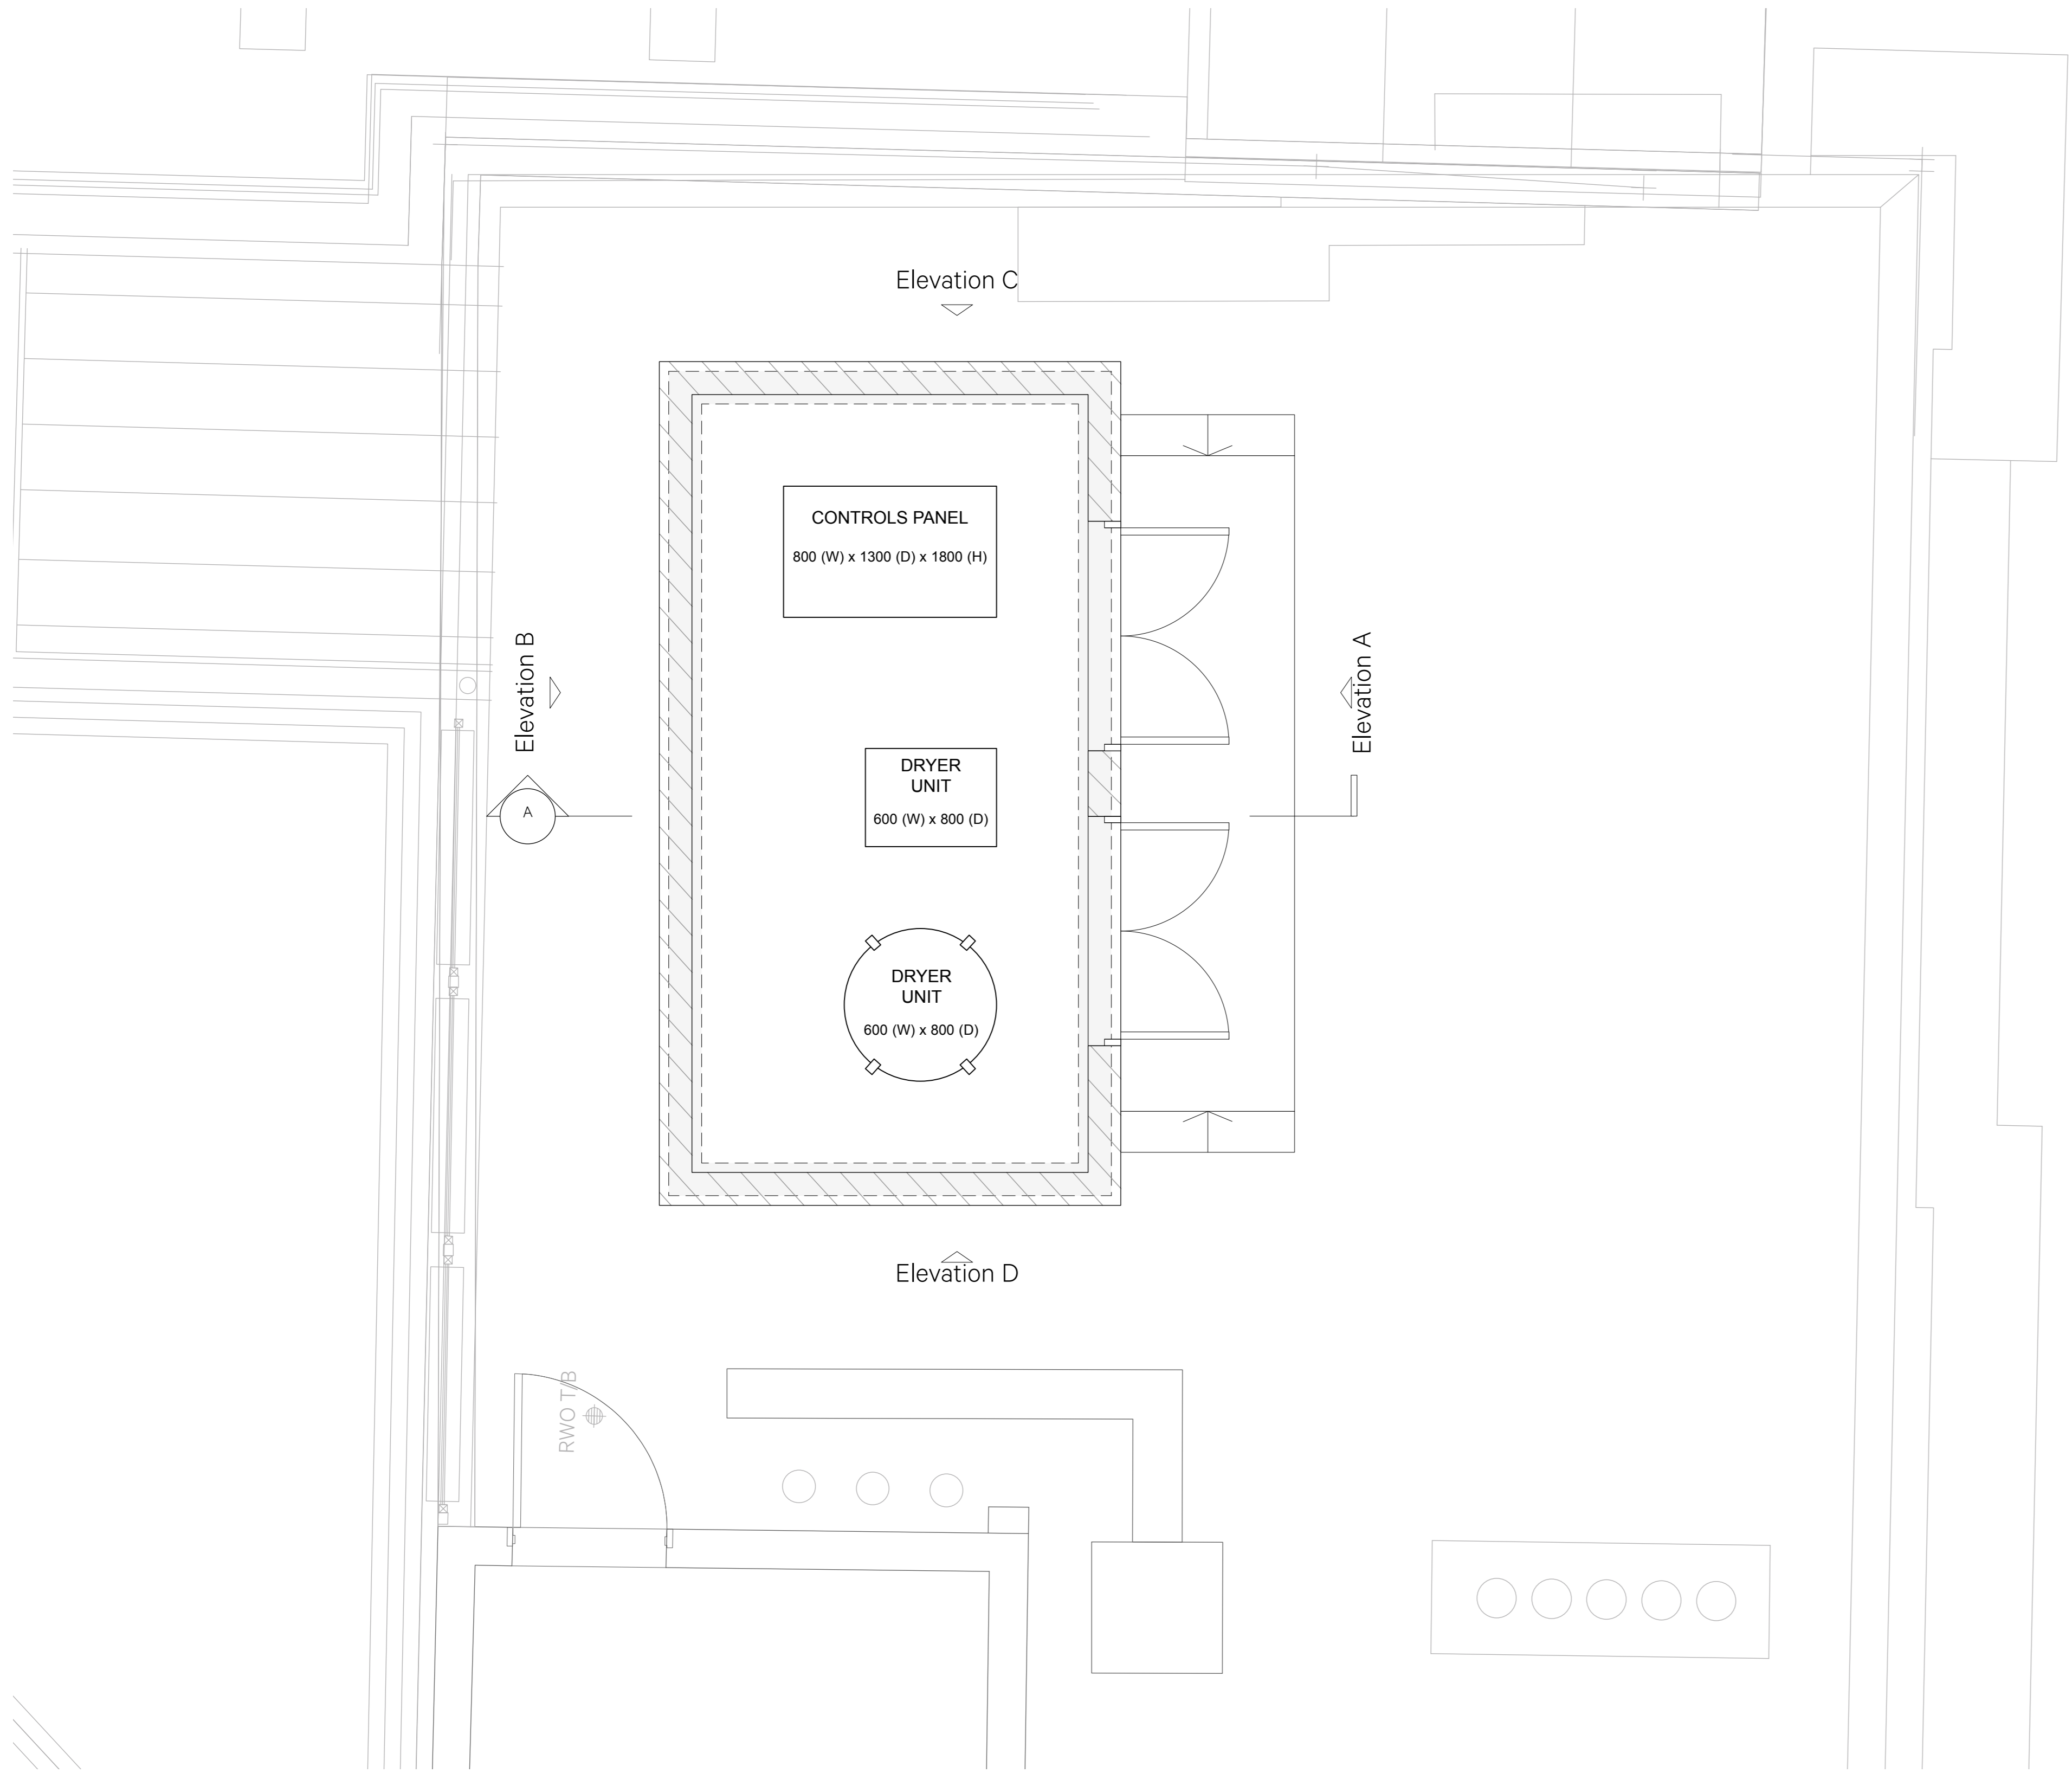 Elevation C
CONTROLS PANEL
800 (W) x 1300 (D) x 1800 (H)
Elevation B
Elevation A
DRYER
UNIT
600 (W) x 800 (D)
A
DRYER
UNIT
600 (W) x 800 (D)
Elevation D
RWO T/B